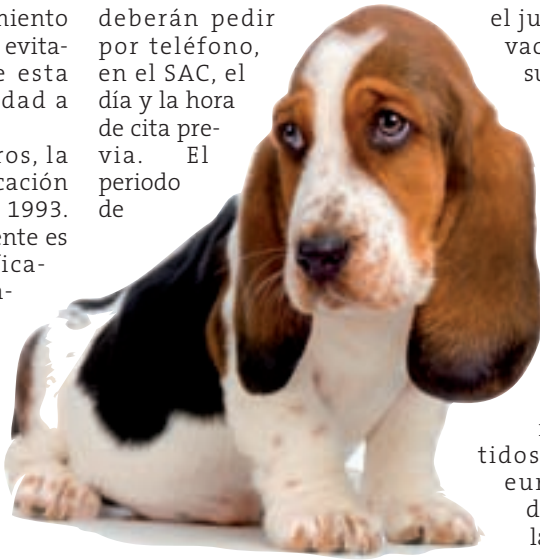 miento
evita-
e esta
dad a
ros, la
cación
1993.
ente es
fica-
deberán pedir
por teléfono,
en el SAC, el
día y la hora
de cita pre-
via. El
periodo
de
el ju
vac
su
tidos
eur
d
la